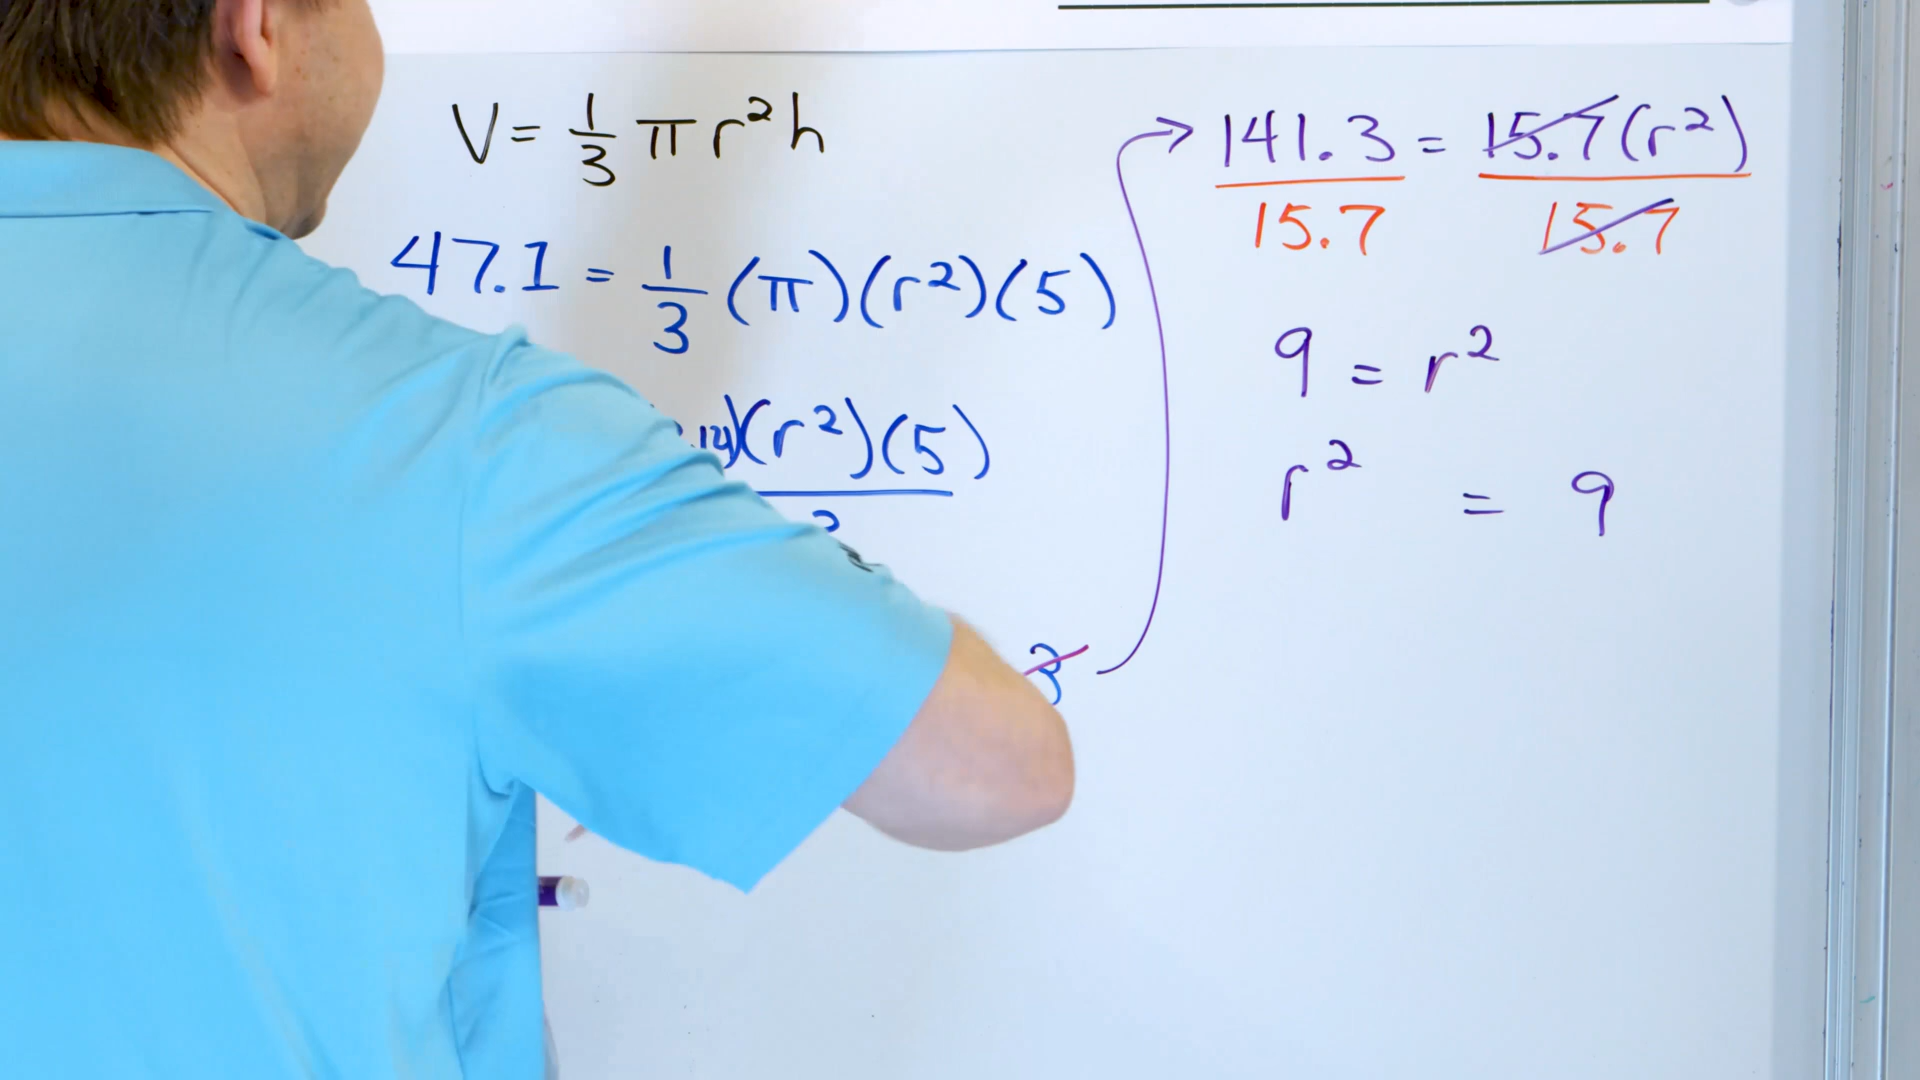 V = 1/3 π r² h
47.1 = 1/3 (π)(r²)(5)
)(r²)(5)
3
141.3 = 15.7(r²)
15.7 15.7
9 = r²
r² = 9